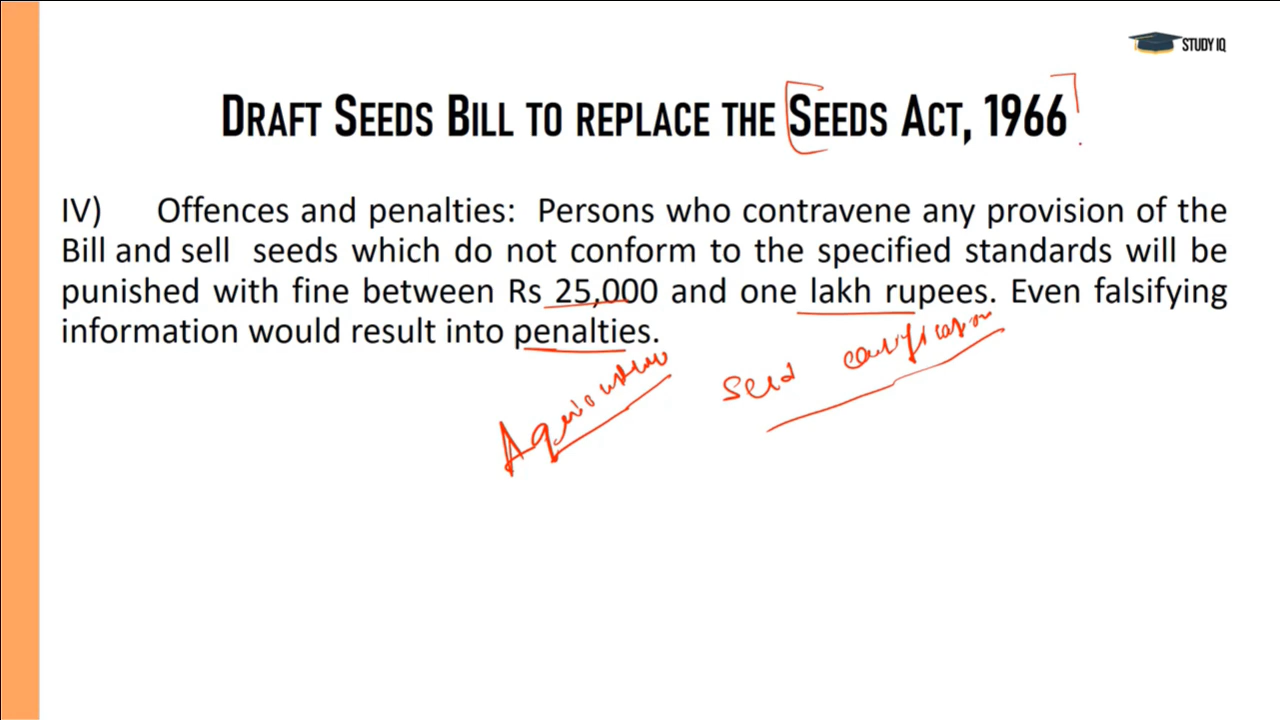 STUDY IQ
DRAFT SEEDS BILL TO REPLACE THE SEEDS ACT, 1966
IV) Offences and penalties: Persons who contravene any provision of the
Bill and sell seeds which do not conform to the specified standards will be
punished with fine between Rs 25,000 and one lakh rupees. Even falsifying
information would result into penalties.
Seed